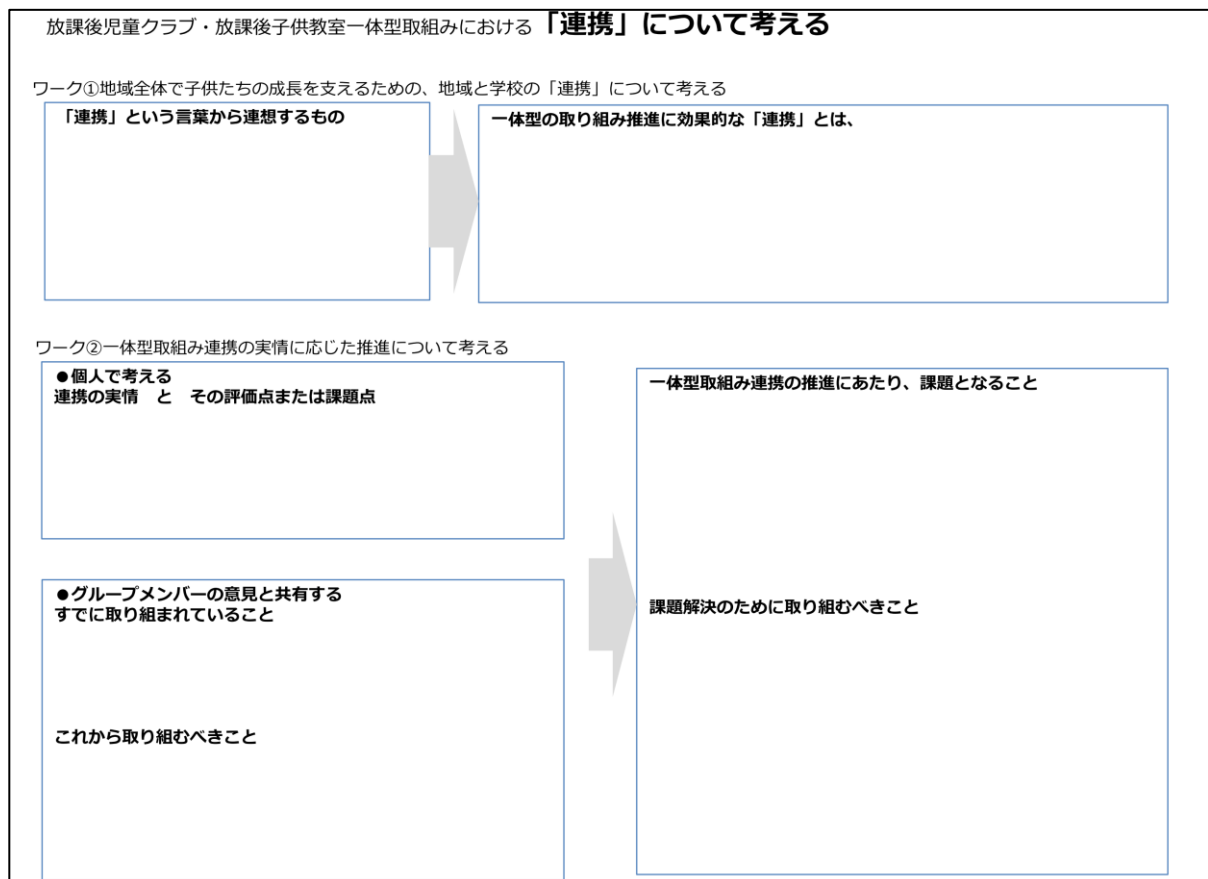 放課後児童クラブ・放課後子供教室一体型取組みにおける「連携」について考える
ワーク①地域全体で子供たちの成長を支えるための、地域と学校の「連携」について考える
「連携」という言葉から連想するもの
一体型の取り組み推進に効果的な「連携」とは、
ワーク②一体型取組み連携の実情に応じた推進について考える
●個人で考える
連携の実情　と　その評価点または課題点
●グループメンバーの意見と共有する
すでに取り組まれていること
これから取り組むべきこと
一体型取組み連携の推進にあたり、課題となること
課題解決のために取り組むべきこと